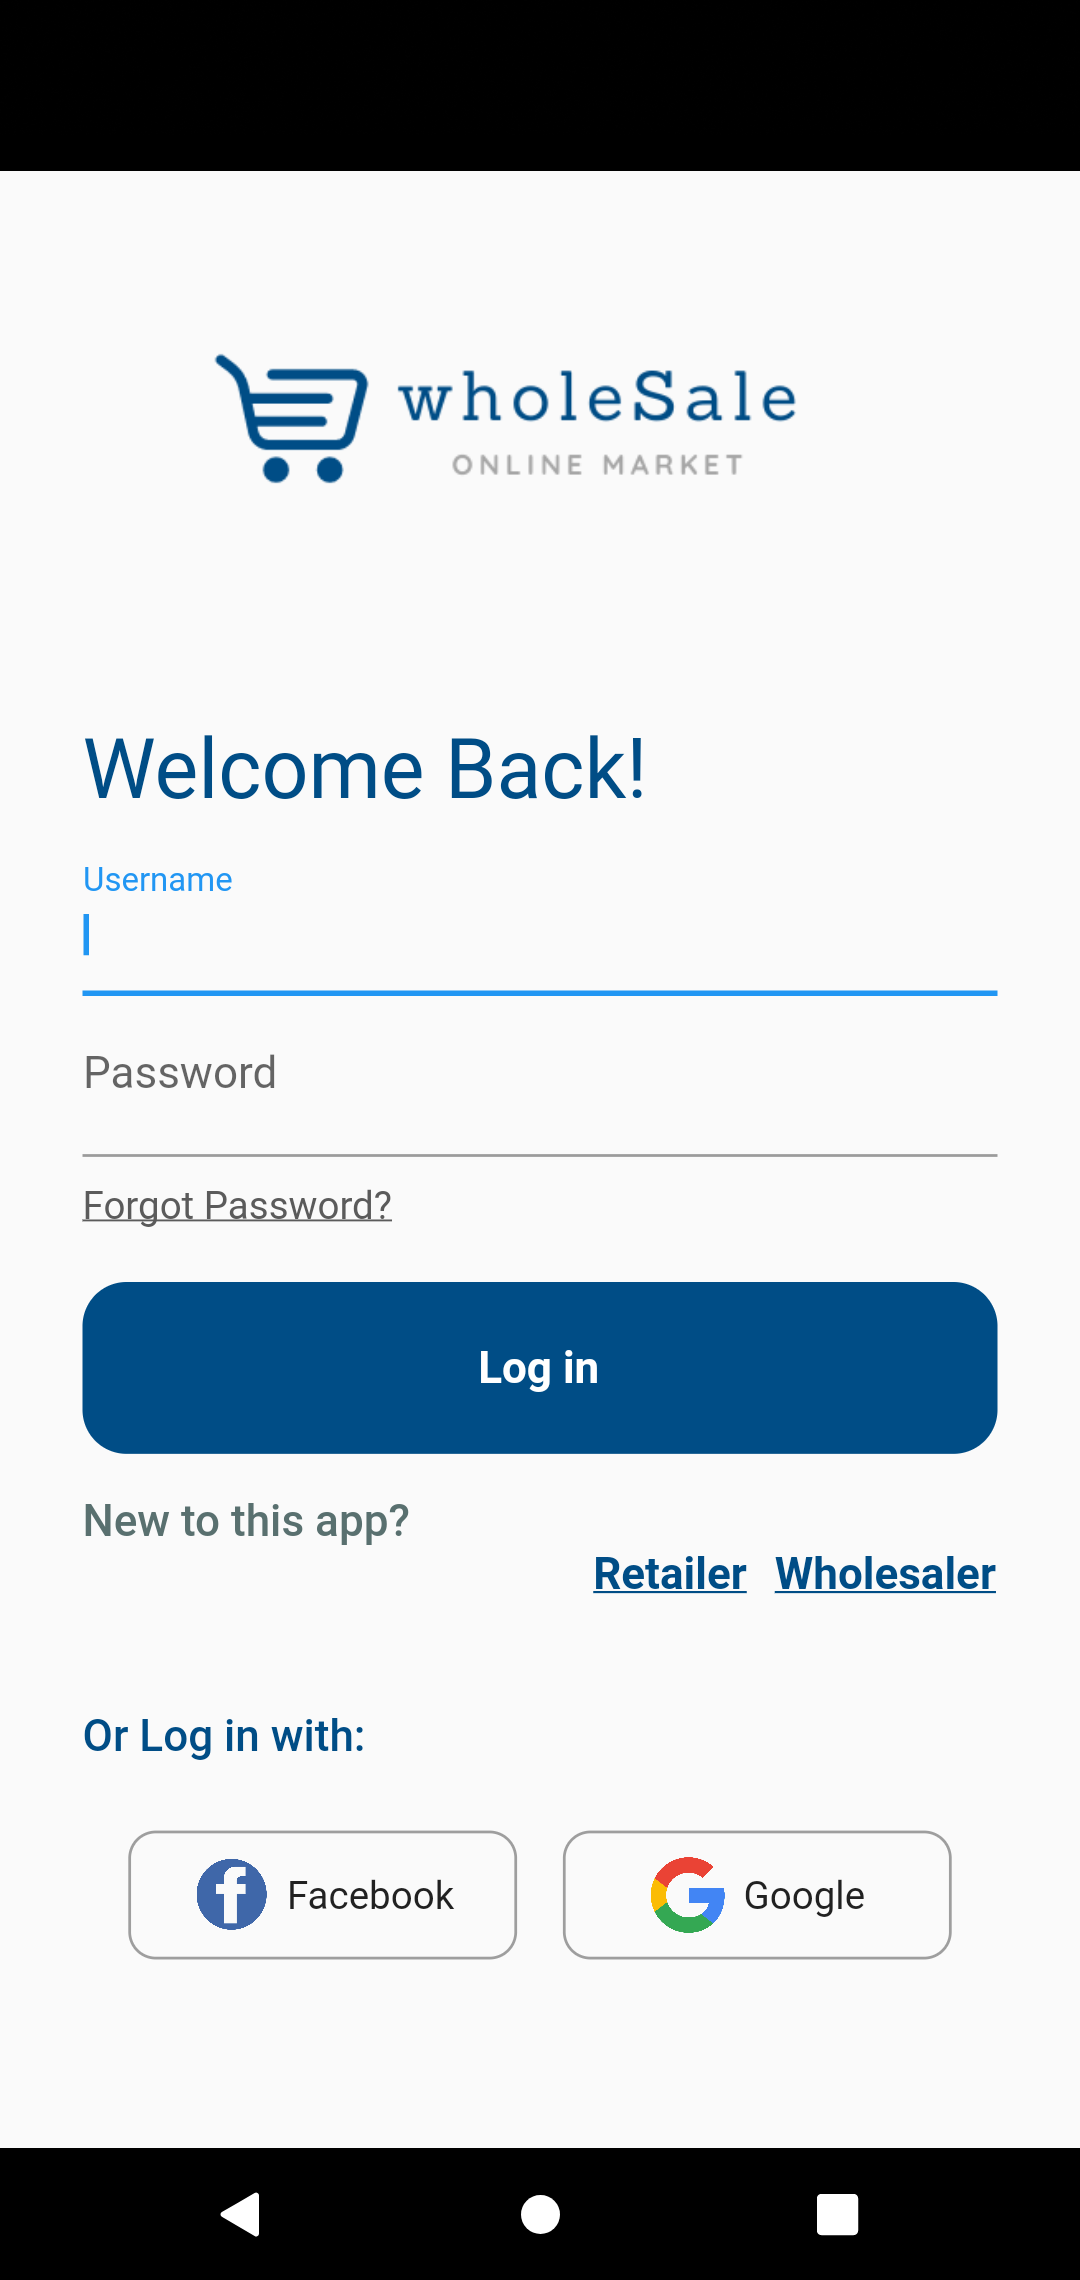 wholeSale
ONLINE MARKET
Welcome Back!
Username
Password
Forgot Password?
Log in
New to this app?
Retailer Wholesaler
Or Log in with:
Facebook Google